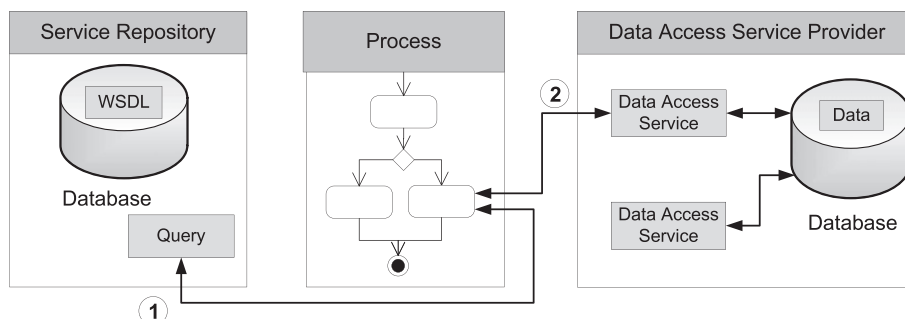 Service Repository
WSDL
Database
Query
1
Process
2
Data Access Service Provider
Data Access
Service
Data
Data Access
Service
Database